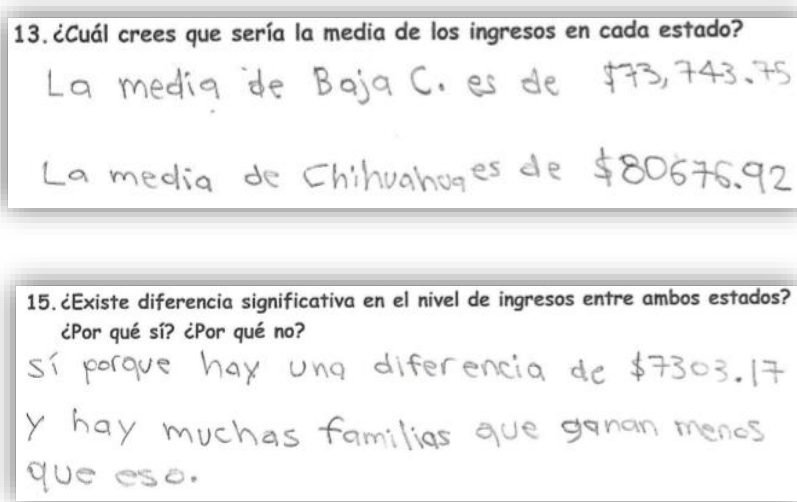 13. ¿Cuál crees que sería la media de los ingresos en cada estado?
La media de Baja C. es de $73,743.75
La media de Chihuahua es de $80676.92
15. ¿Existe diferencia significativa en el nivel de ingresos entre ambos estados?
¿Por qué sí? ¿Por qué no?
sí porque hay una diferencia de $7303.17
y hay muchas familias que ganan menos
que eso.